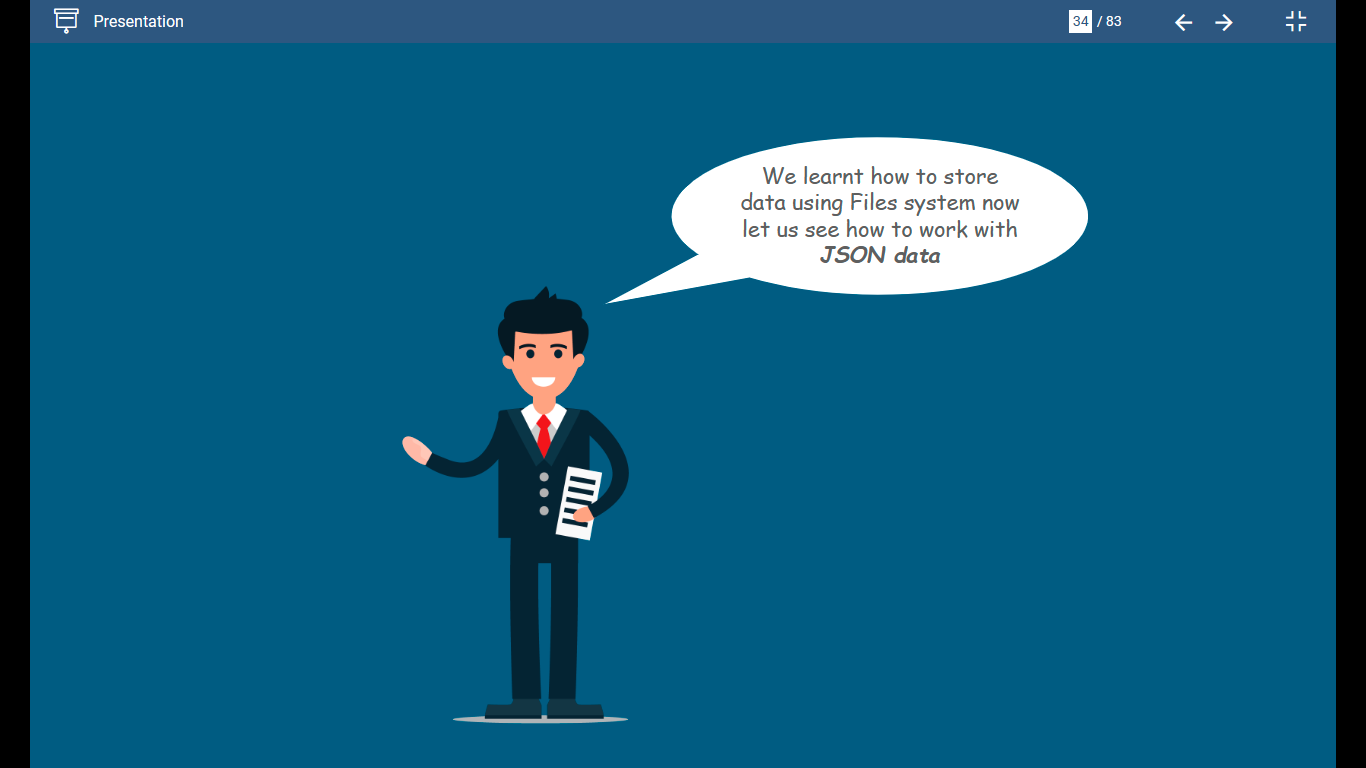 Presentation
34 / 83
We learnt how to store
data using Files system now
let us see how to work with
JSON data